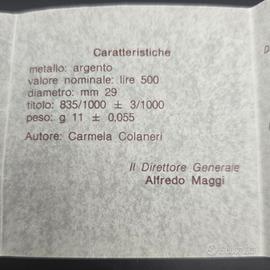 Caratteristiche
metallo: argento
valore nominale: lire 500
diametro: mm 29
titolo: 835/1000 ± 3/1000
peso: g 11 ± 0,055
Autore: Carmela Colaneri
Il Direttore Generale
Alfredo Maggi